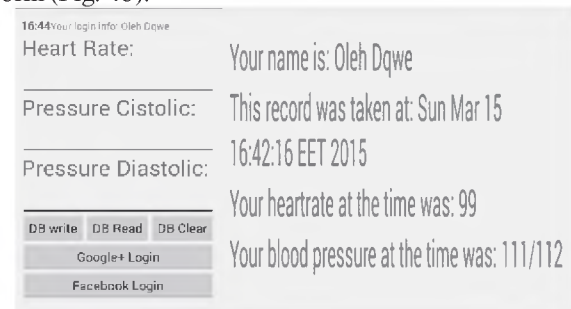 16:44 Your login info: Oleh Dqwe
Heart Rate:
Pressure Cistolic:
Pressure Diastolic:
DB write DB Read DB Clear
Google+ Login
Facebook Login
Your name is: Oleh Dqwe
This record was taken at: Sun Mar 15
16:42:16 EET 2015
Your heartrate at the time was: 99
Your blood pressure at the time was: 111/112